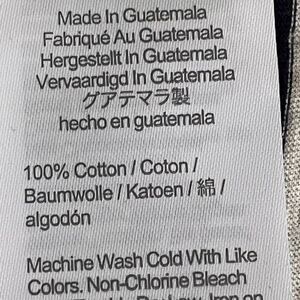 Made In Guatemala
Fabriqué Au Guatemala
Hergestellt In Guatemala
Vervaardigd In Guatemala
グアテマラ製
hecho en guatemala
100% Cotton / Coton /
Baumwolle / Katoen / 綿 /
algodón
Machine Wash Cold With Like
Colors. Non-Chlorine Bleach